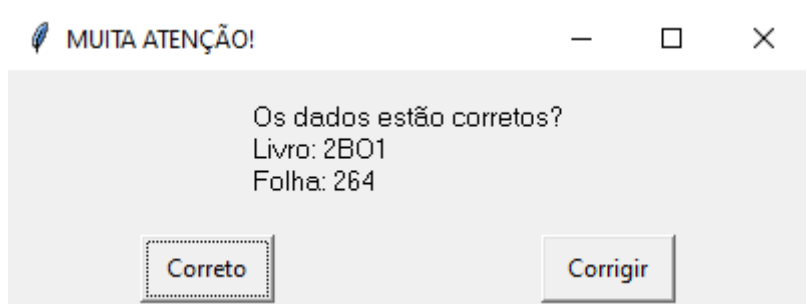 MUITA ATENÇÃO!
Os dados estão corretos?
Livro: 2BO1
Folha: 264
Correto
Corrigir